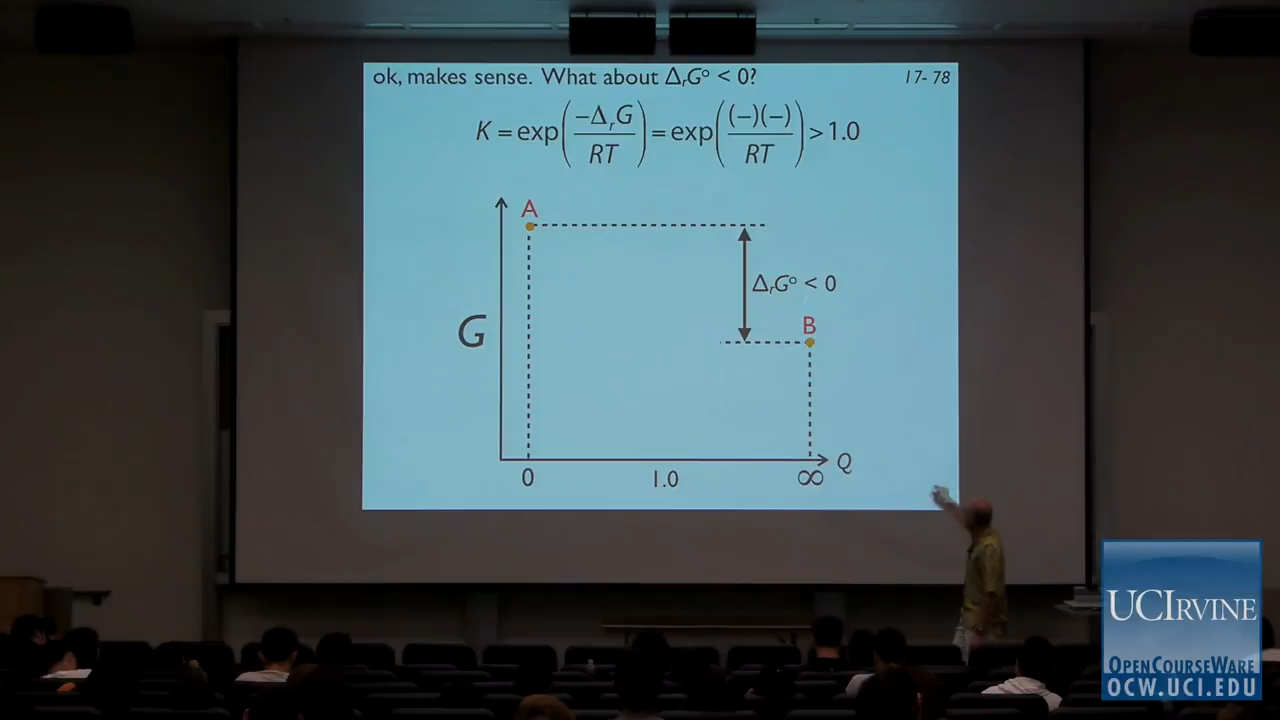 ok, makes sense. What about ΔᵣG° < 0?
17-78
K = exp(−ΔᵣG / RT) = exp((−)(−) / RT) > 1.0
A
ΔᵣG° < 0
B
G
Q
0 1.0 ∞
UCIRVINE
OPENCOURSEWARE
OCW.UCI.EDU